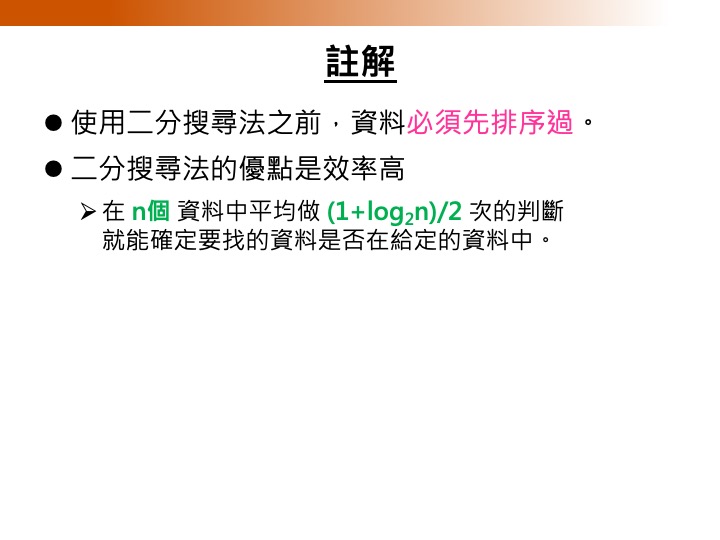 註解
● 使用二分搜尋法之前，資料必須先排序過。
● 二分搜尋法的優點是效率高
➢ 在 n個 資料中平均做 (1+log₂n)/2 次的判斷
就能確定要找的資料是否在給定的資料中。